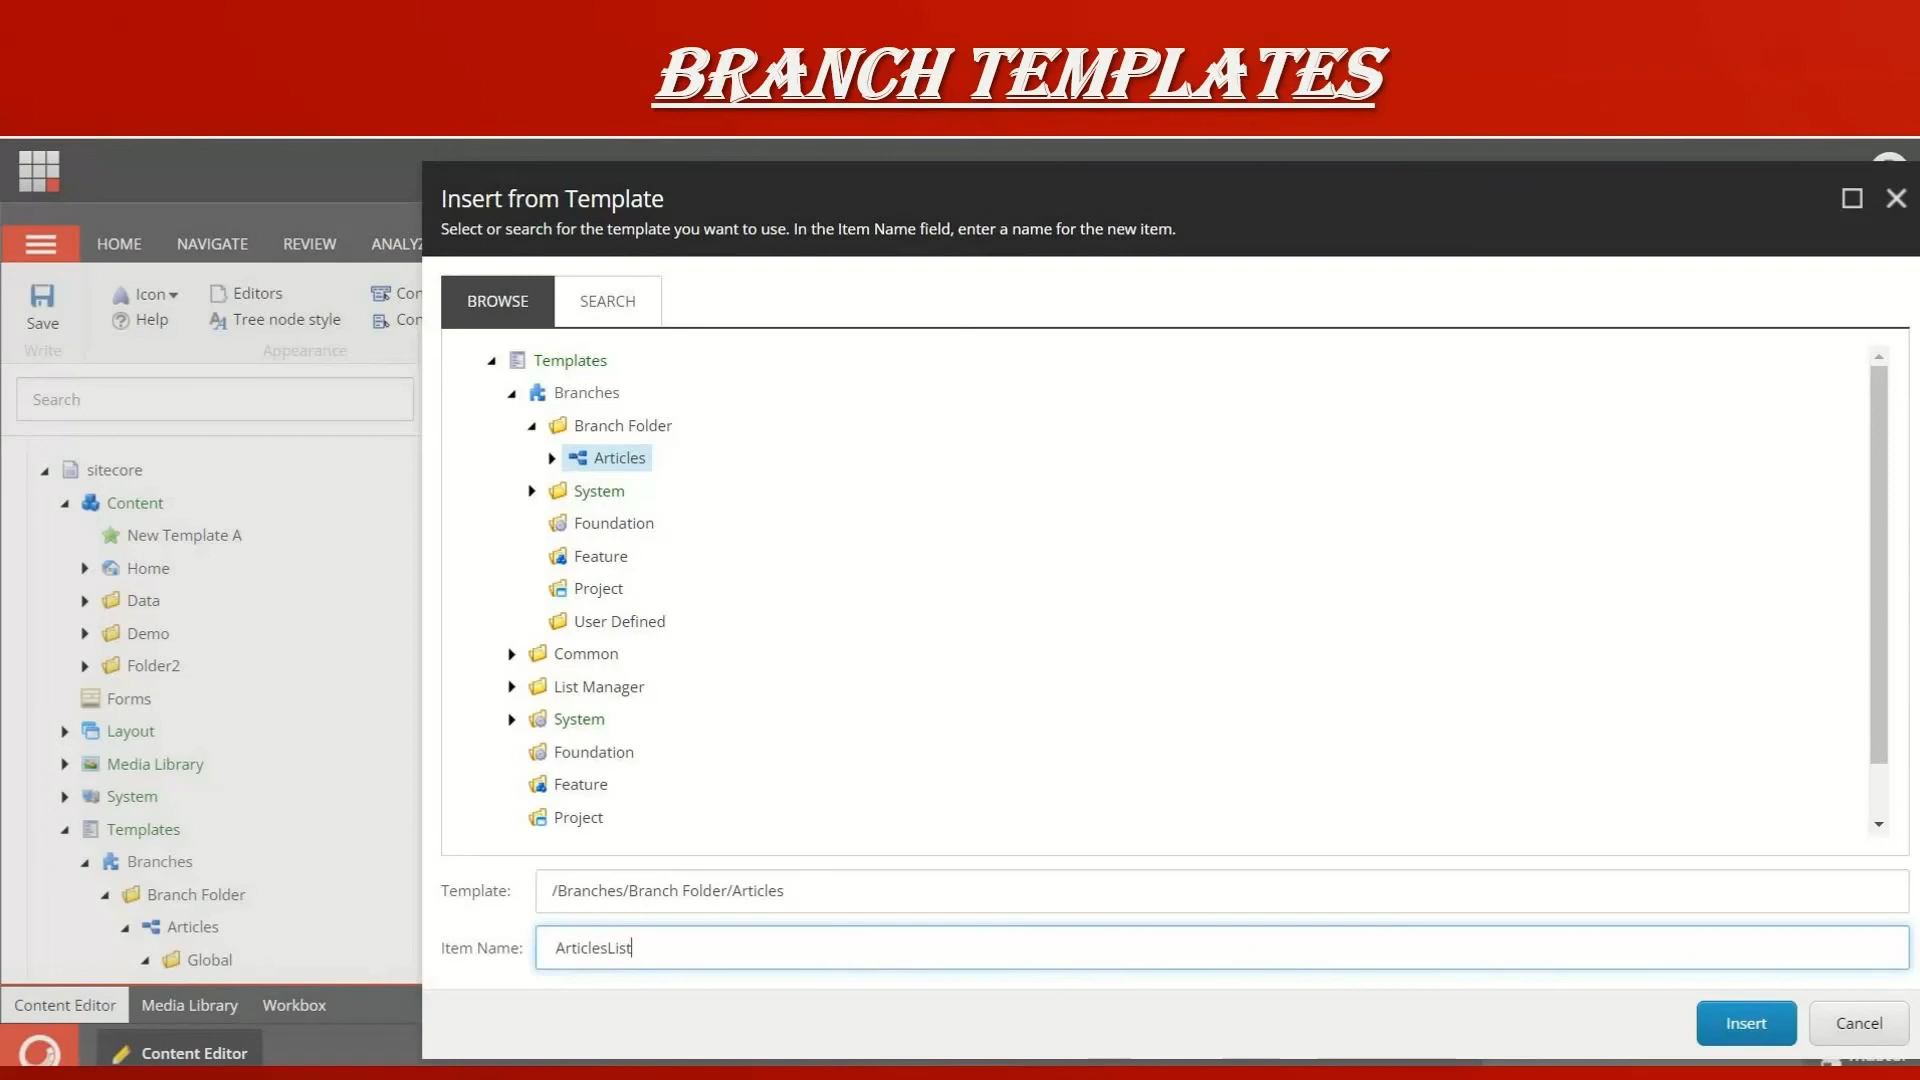 BRANCH TEMPLATES
Insert from Template
Select or search for the template you want to use. In the Item Name field, enter a name for the new item.
HOME NAVIGATE REVIEW ANALYZ
Save
Write
Icon
Help
Editors
Tree node style
Con
Con
Appearance
Search
sitecore
Content
New Template A
Home
Data
Demo
Folder2
Forms
Layout
Media Library
System
Templates
Branches
Branch Folder
Articles
Global
BROWSE SEARCH
Templates
Branches
Branch Folder
Articles
System
Foundation
Feature
Project
User Defined
Common
List Manager
System
Foundation
Feature
Project
Template: /Branches/Branch Folder/Articles
Item Name: ArticlesList
Insert Cancel
Content Editor Media Library Workbox
Content Editor